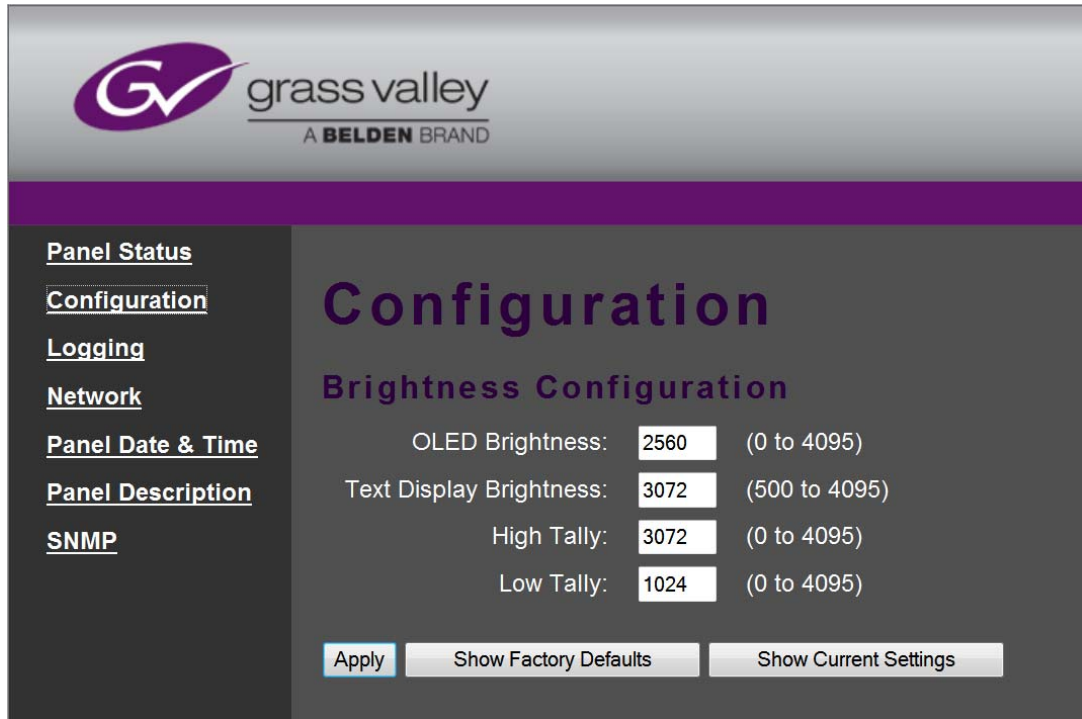 GV grass valley
A BELDEN BRAND
Panel Status
Configuration
Logging
Network
Panel Date & Time
Panel Description
SNMP
Configuration
Brightness Configuration
OLED Brightness: 2560 (0 to 4095)
Text Display Brightness: 3072 (500 to 4095)
High Tally: 3072 (0 to 4095)
Low Tally: 1024 (0 to 4095)
Apply Show Factory Defaults Show Current Settings